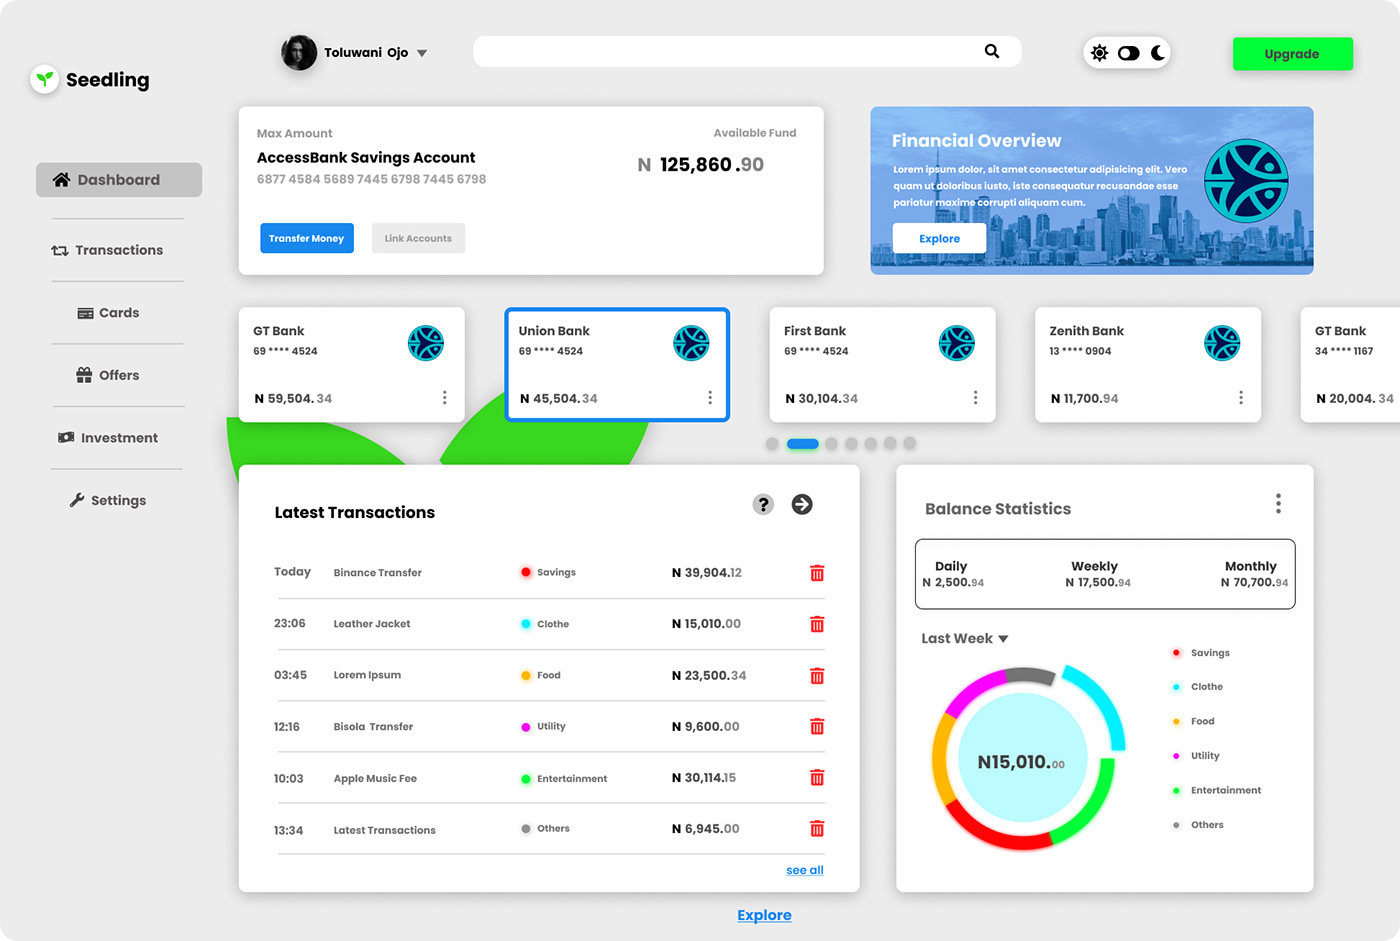 Toluwani Ojo
Upgrade
Seedling
Dashboard
Transactions
Cards
Offers
Investment
Settings
Max Amount
AccessBank Savings Account
6877 4584 5689 7445 6798 7445 6798
Available Fund
N 125,860.90
Transfer Money
Link Accounts
Financial Overview
Lorem ipsum dolor, sit amet consectetur adipisicing elit. Vero
quam ut doloribus iusto, iste consequatur recusandae esse
pariatur maxime corrupti aliquam cum.
Explore
GT Bank
69 **** 4524
N 59,504. 34
Union Bank
69 **** 4524
N 45,504. 34
First Bank
69 **** 4524
N 30,104.34
Zenith Bank
13 **** 0904
N 11,700. 94
GT Bank
34 **** 1167
N 20,004. 34
Latest Transactions
?
Today Binance Transfer Savings N 39,904.12
23:06 Leather Jacket Clothe N 15,010.00
03:45 Lorem Ipsum Food N 23,500.34
12:16 Bisola Transfer Utility N 9,600.00
10:03 Apple Music Fee Entertainment N 30,114.15
13:34 Latest Transactions Others N 6,945.00
see all
Balance Statistics
Daily Weekly Monthly
N 2,500.94 N 17,500.94 N 70,700.94
Last Week
N15,010.00
Savings
Clothe
Food
Utility
Entertainment
Others
Explore